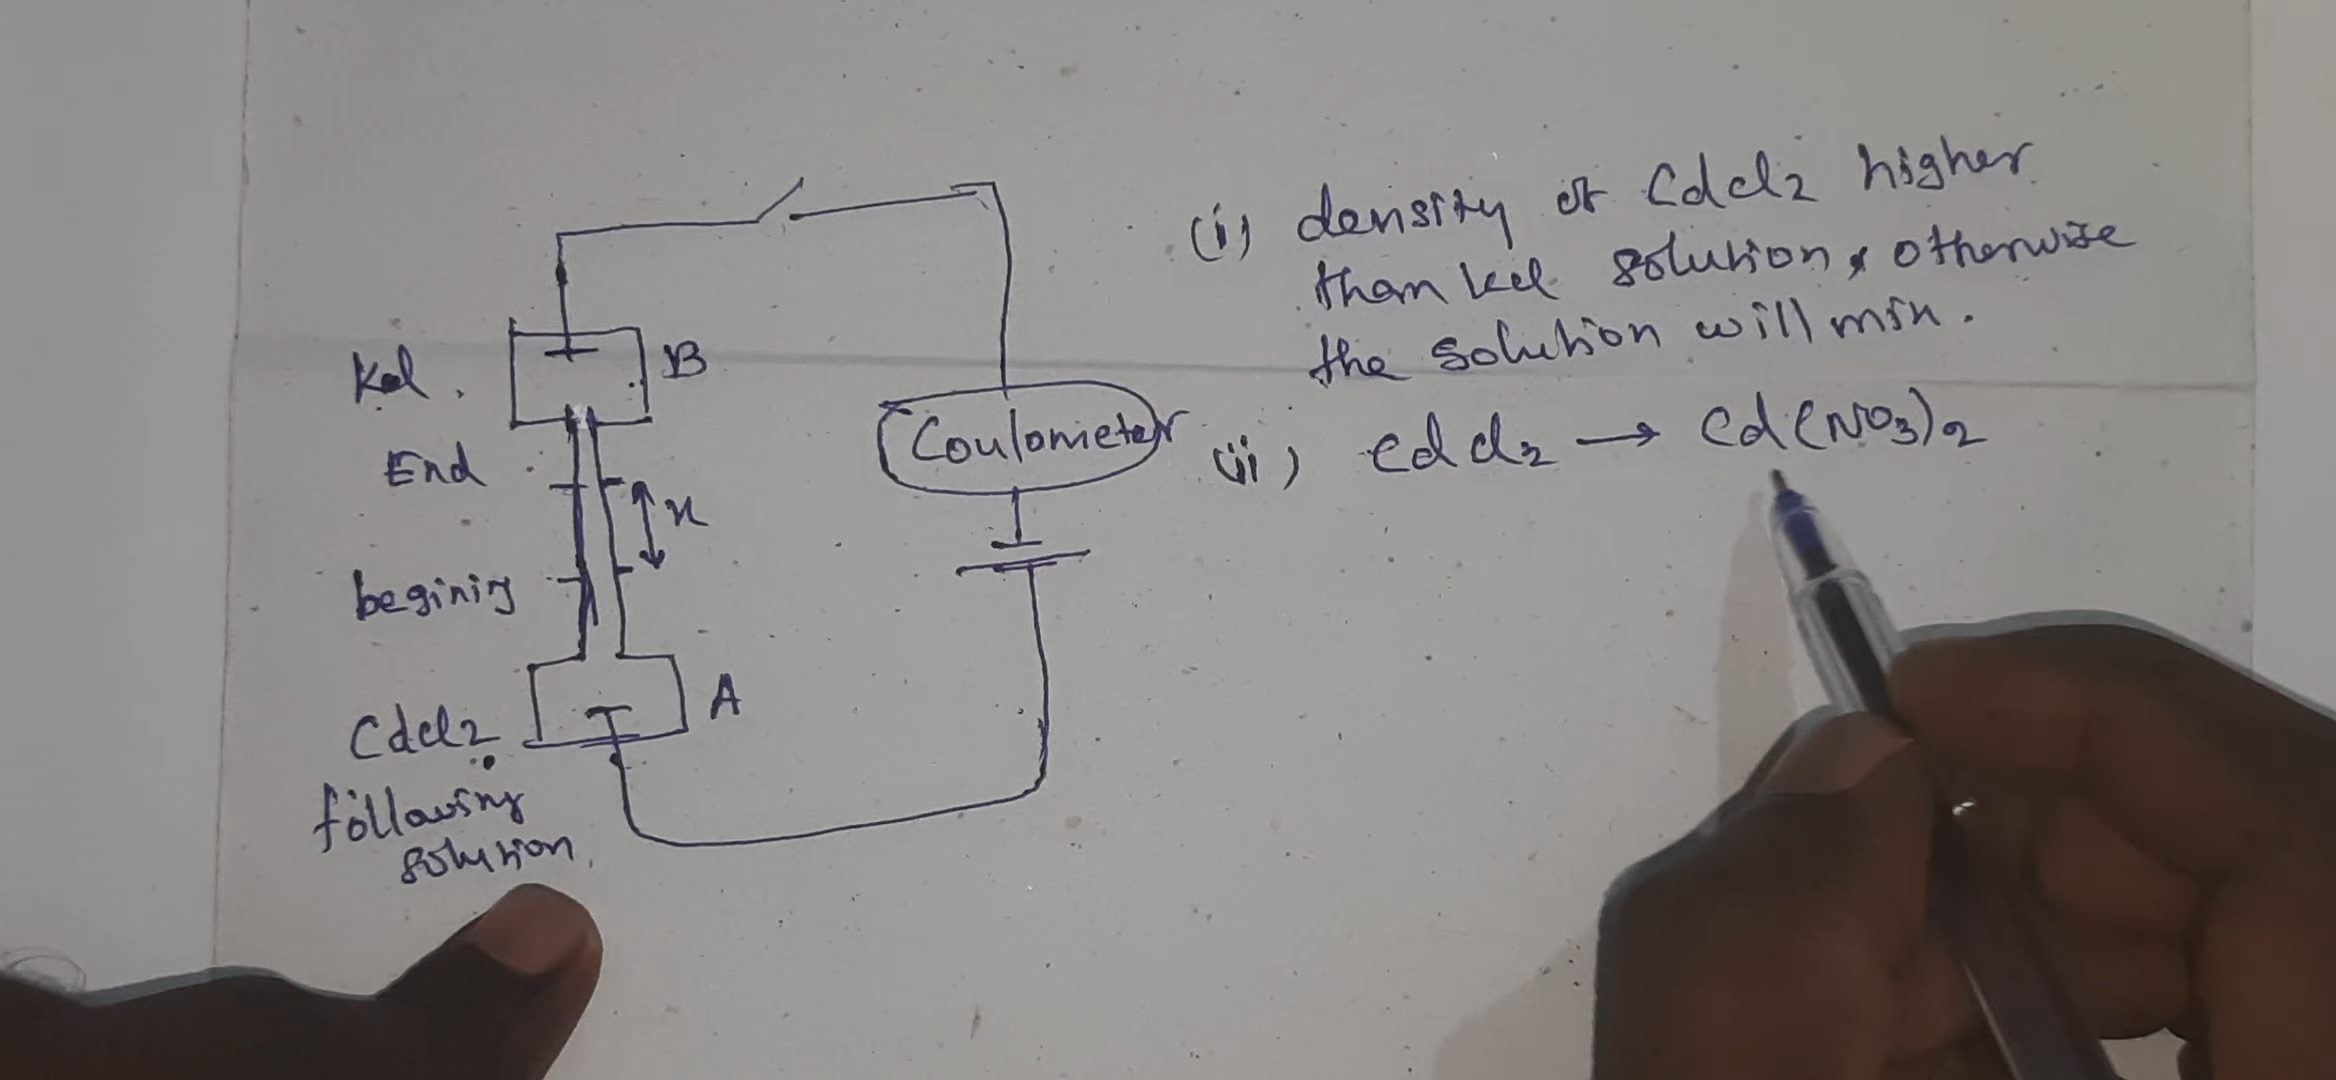 (i) density of CdCl2 higher
than kcl solution, otherwise
the solution will mix.
Kcl.
B
End
x
Coulometer
(ii) CdCl2 → Cd(NO3)2
begining
A
CdCl2
following
solution.